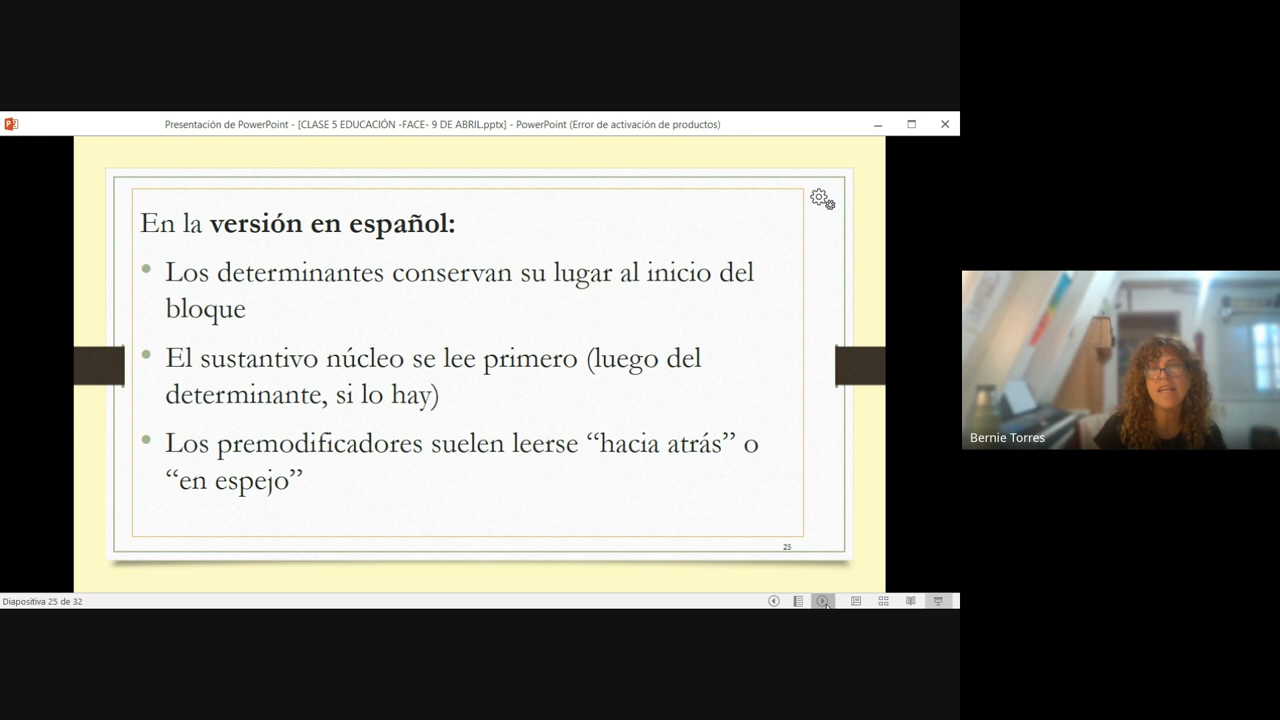 Presentación de PowerPoint - [CLASE 5 EDUCACIÓN -FACE- 9 DE ABRIL.pptx] - PowerPoint (Error de activación de productos)
En la versión en español:
• Los determinantes conservan su lugar al inicio del
bloque
• El sustantivo núcleo se lee primero (luego del
determinante, si lo hay)
• Los premodificadores suelen leerse “hacia atrás” o
“en espejo”
25
Bernie Torres
Diapositiva 25 de 32